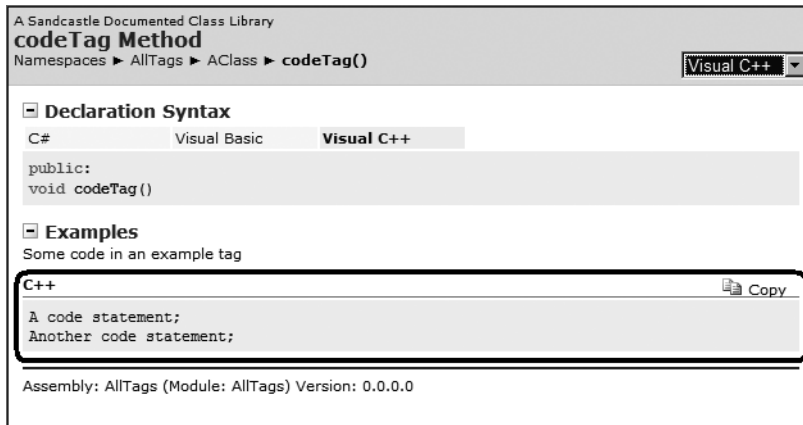 A Sandcastle Documented Class Library
codeTag Method
Namespaces ► AllTags ► AClass ► codeTag()
Visual C++
Declaration Syntax
C# Visual Basic Visual C++
public:
void codeTag()
Examples
Some code in an example tag
C++ Copy
A code statement;
Another code statement;
Assembly: AllTags (Module: AllTags) Version: 0.0.0.0